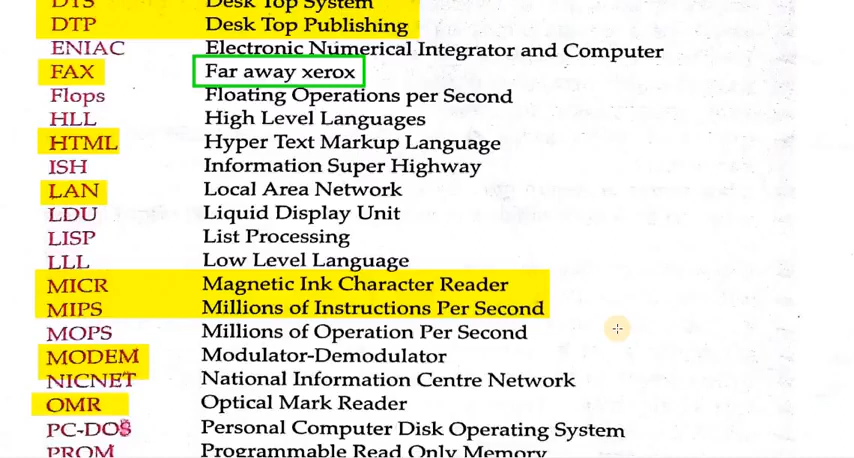 DTS Desk Top System
DTP Desk Top Publishing
ENIAC Electronic Numerical Integrator and Computer
FAX Far away xerox
Flops Floating Operations per Second
HLL High Level Languages
HTML Hyper Text Markup Language
ISH Information Super Highway
LAN Local Area Network
LDU Liquid Display Unit
LISP List Processing
LLL Low Level Language
MICR Magnetic Ink Character Reader
MIPS Millions of Instructions Per Second
MOPS Millions of Operation Per Second
MODEM Modulator-Demodulator
NICNET National Information Centre Network
OMR Optical Mark Reader
PC-DOS Personal Computer Disk Operating System
PROM Programmable Read Only Memory